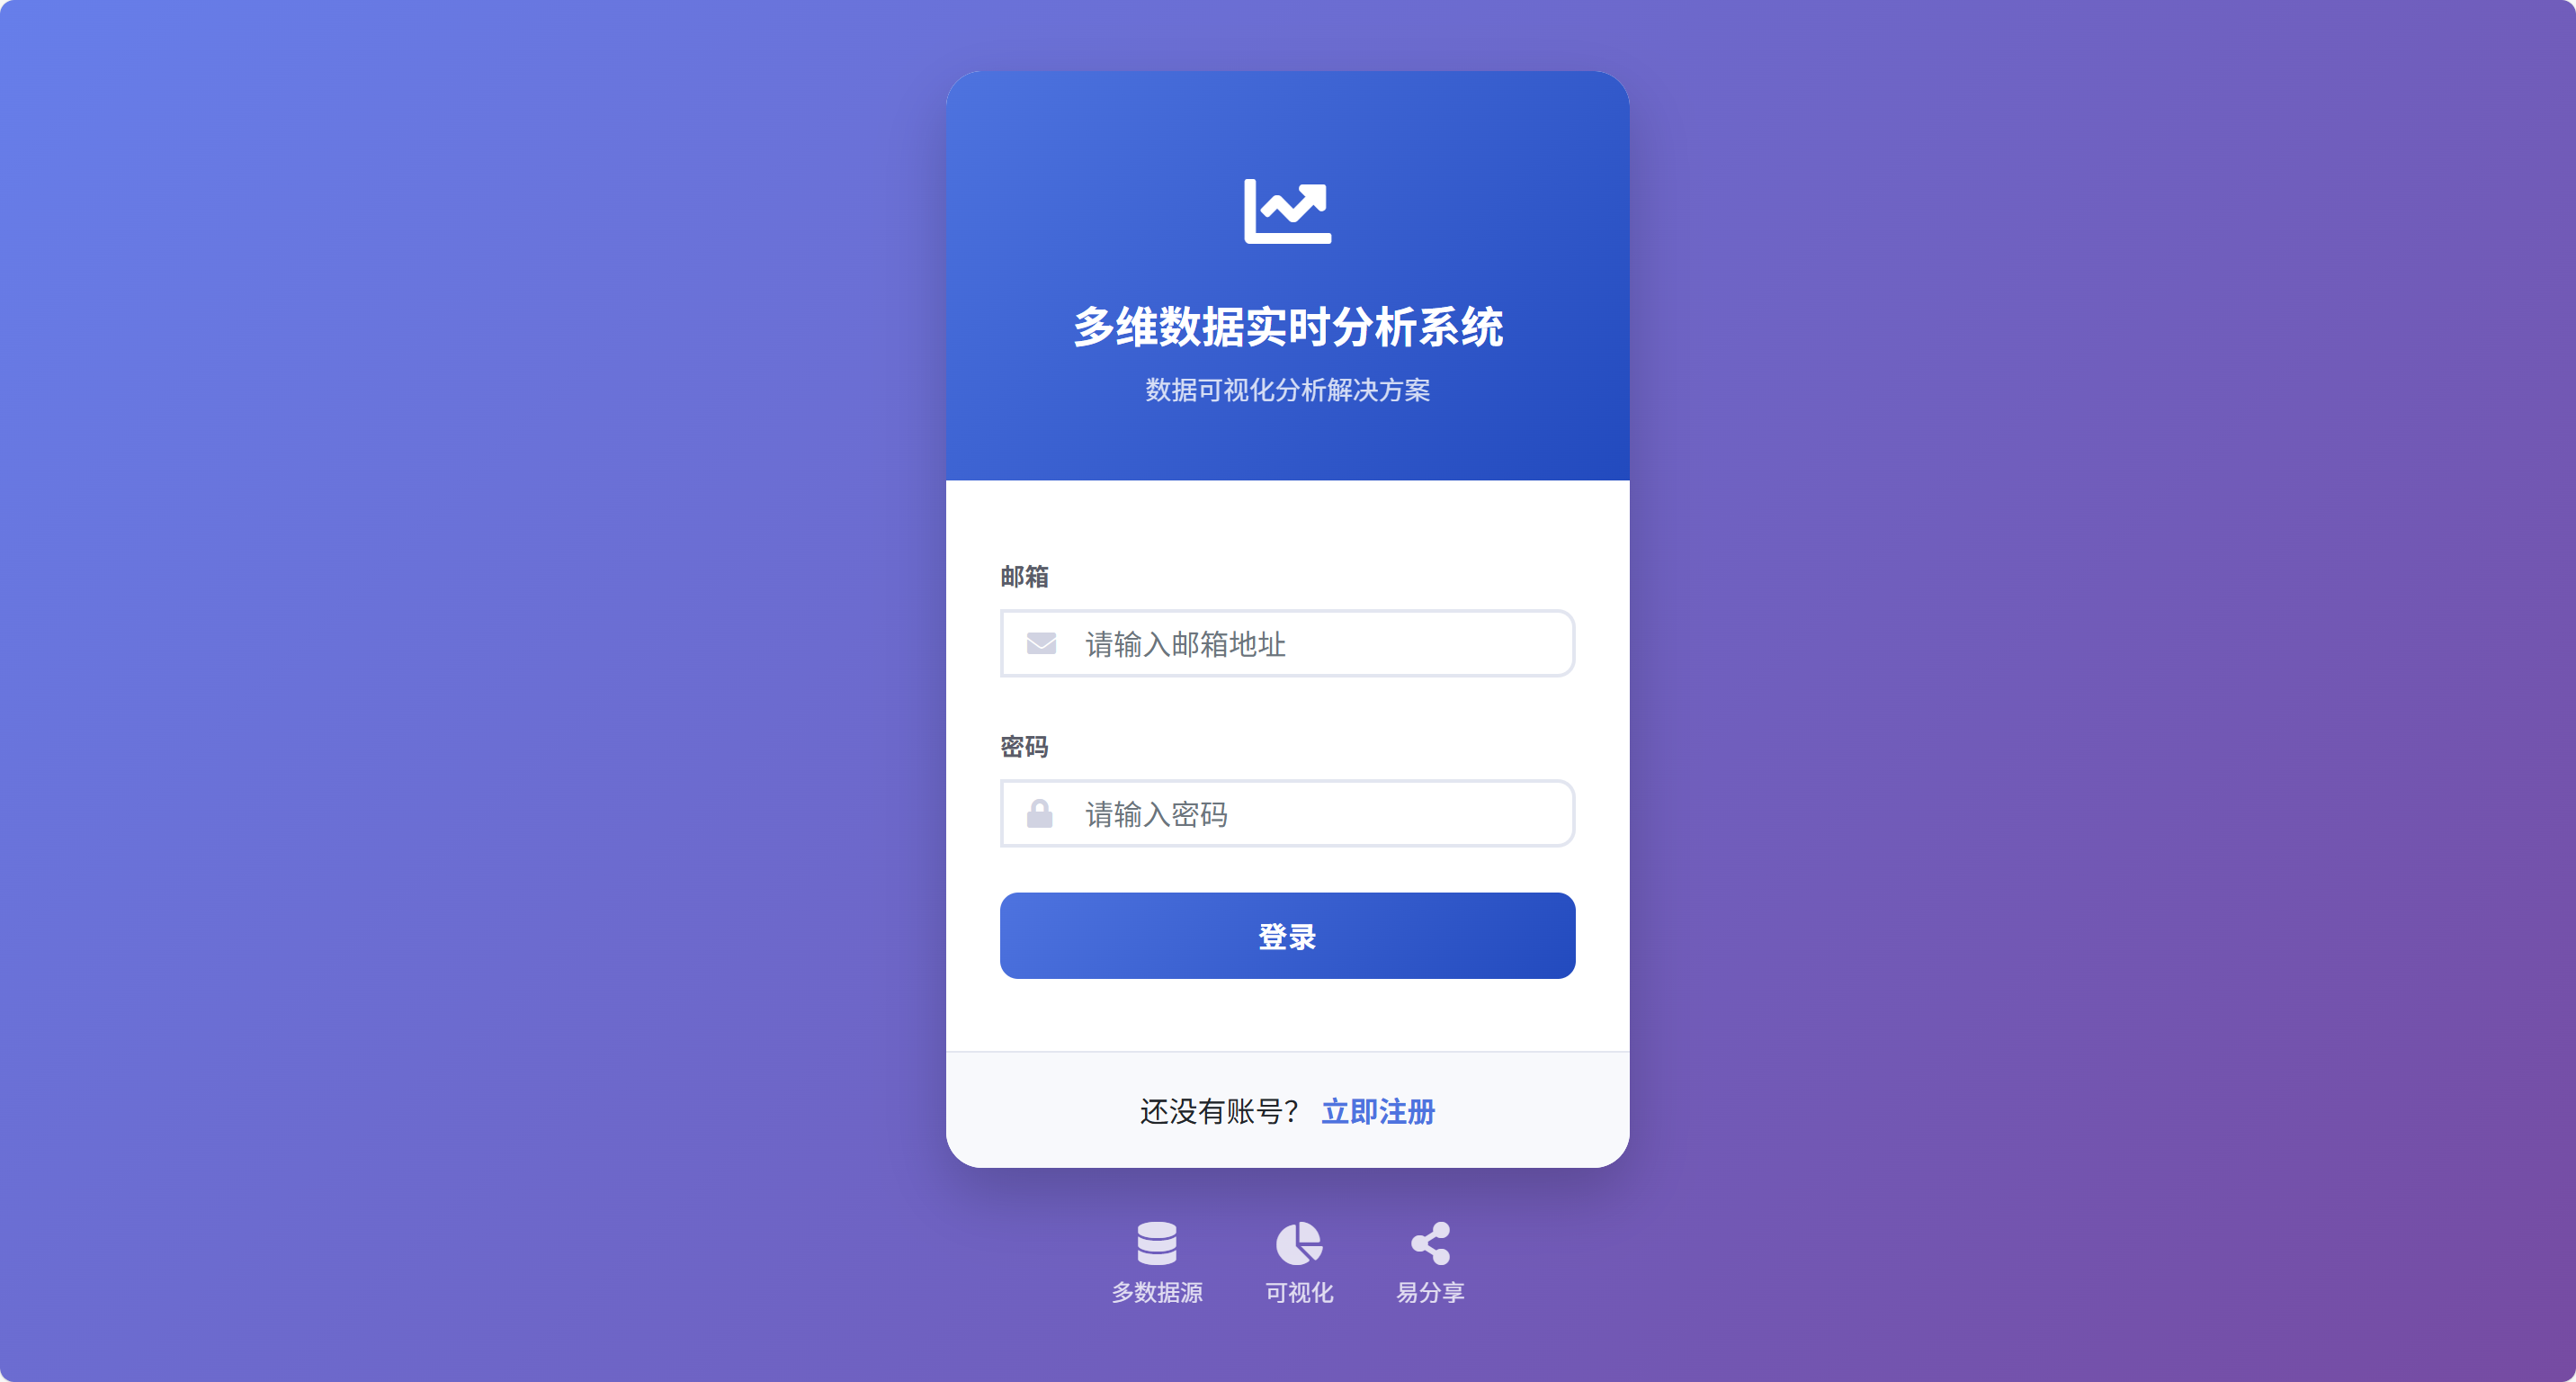 多维数据实时分析系统
数据可视化分析解决方案
邮箱
请输入邮箱地址
密码
请输入密码
登录
还没有账号？ 立即注册
多数据源 可视化 易分享